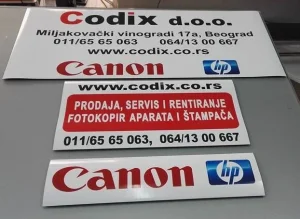 Codix d.o.o.
Miljakovački vinogradi 17a, Beograd
011/65 65 063, 064/13 00 667
www.codix.co.rs
Canon hp
www.codix.co.rs
PRODAJA, SERVIS I RENTIRANJE
FOTOKOPIR APARATA I ŠTAMPAČA
011/65 65 063, 064/13 00 667
Canon hp